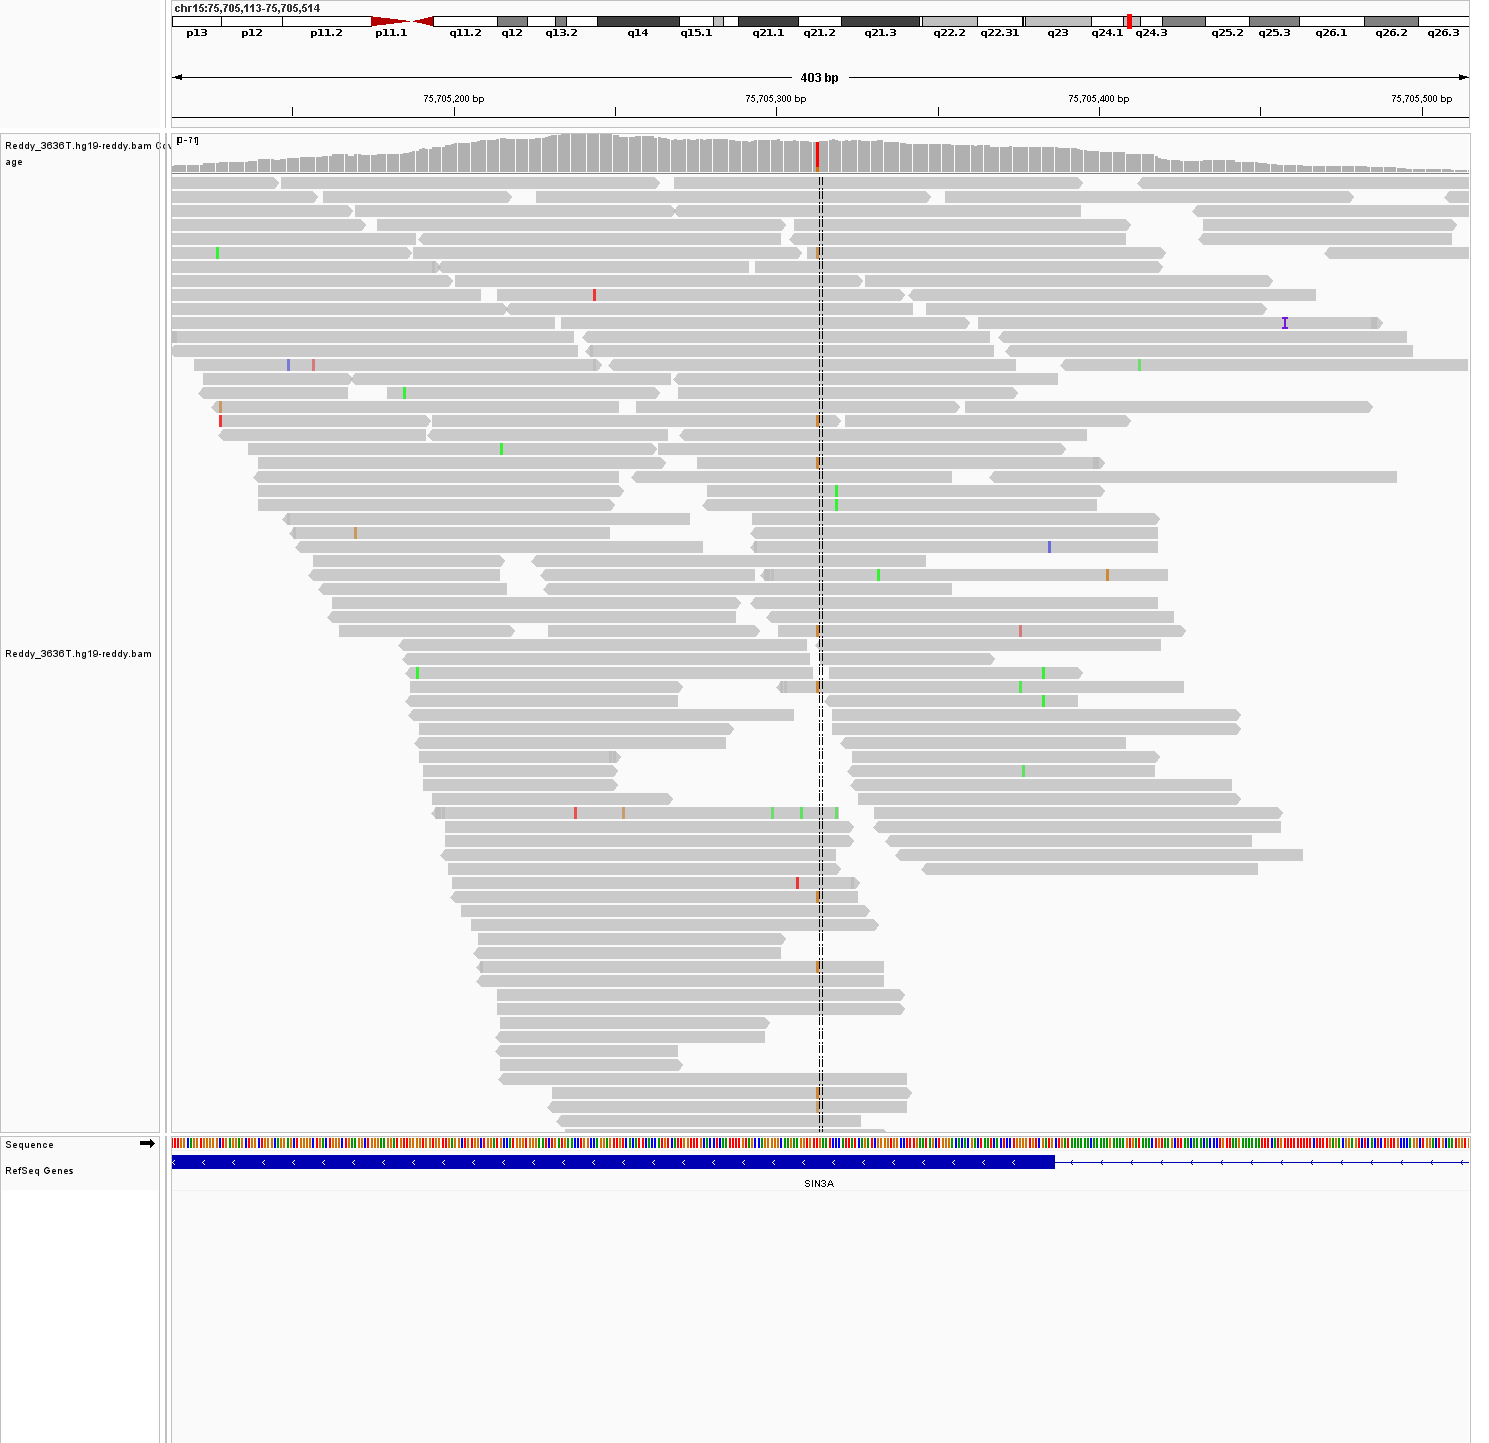 chr15:75,705,113-75,705,514
p13 p12 p11.2 p11.1 q11.2 q12 q13.2 q14 q15.1 q21.1 q21.2 q21.3 q22.2 q22.31 q23 q24.1 q24.3 q25.2 q25.3 q26.1 q26.2 q26.3
403 bp
75,705,200 bp 75,705,300 bp 75,705,400 bp 75,705,500 bp
[0-71]
Reddy_3636T.hg19-reddy.bam Cov
age
Reddy_3636T.hg19-reddy.bam
I
Sequence
RefSeq Genes
SIN3A